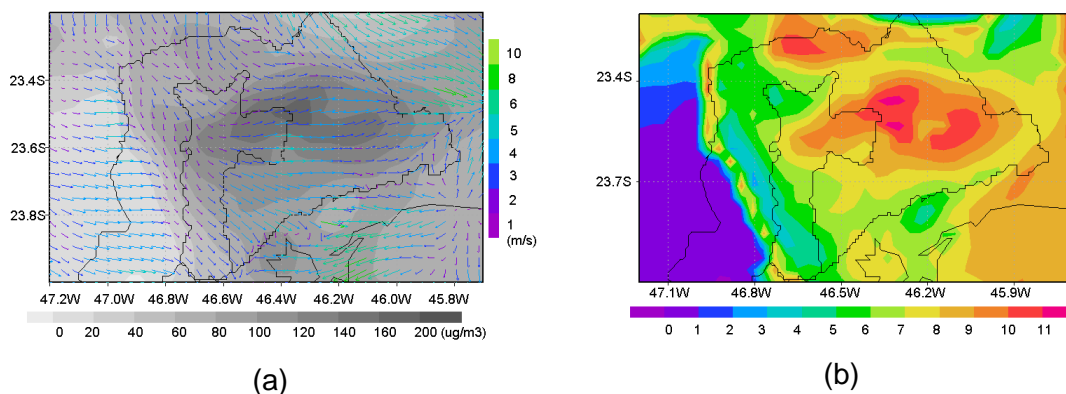 23.4S
23.6S
23.8S
47.2W 47.0W 46.8W 46.6W 46.4W 46.2W 46.0W 45.8W
10
8
6
5
4
3
2
1
(m/s)
0 20 40 60 80 100 120 140 160 200 (ug/m3)
(a)
23.4S
23.7S
47.1W 46.8W 46.5W 46.2W 45.9W
0 1 2 3 4 5 6 7 8 9 10 11
(b)